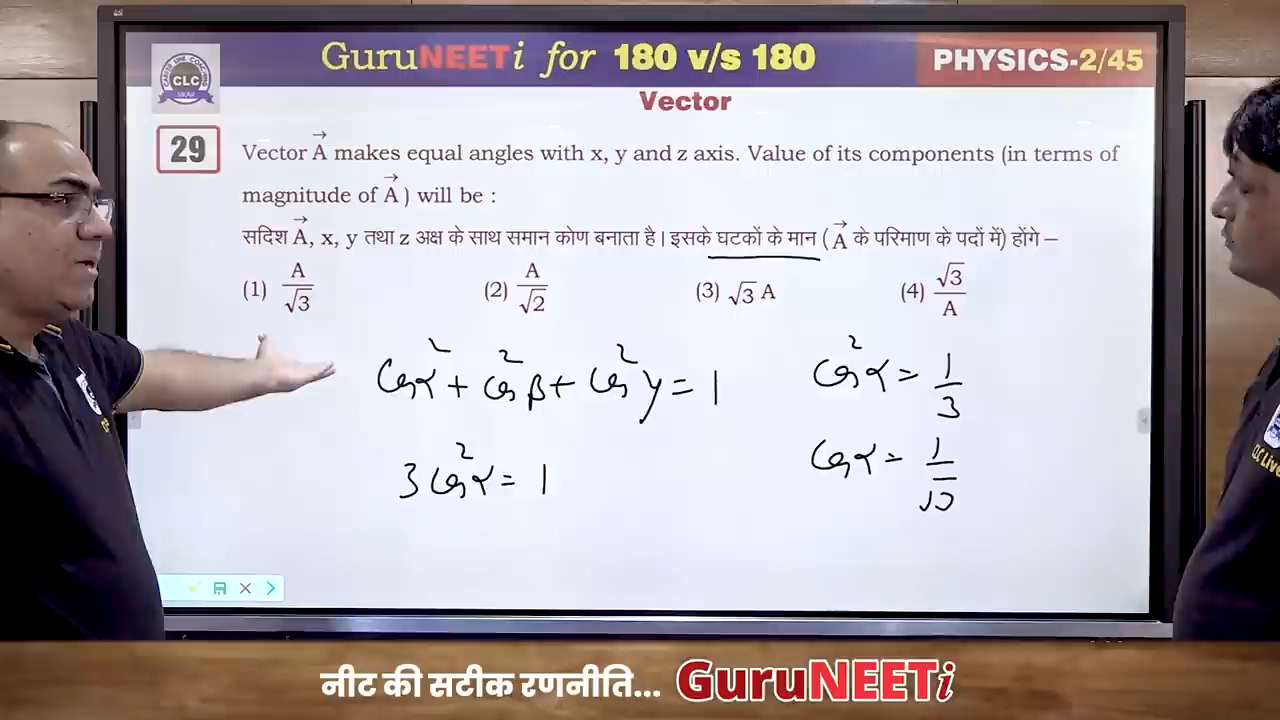 GuruNEETi for 180 v/s 180
PHYSICS-2/45
CLC
Vector
29
Vector A⃗ makes equal angles with x, y and z axis. Value of its components (in terms of
magnitude of A⃗ ) will be :
सदिश A⃗, x, y तथा z अक्ष के साथ समान कोण बनाता है। इसके घटकों के मान ( A⃗ के परिमाण के पदों में) होंगे –
(1) A/√3 (2) A/√2 (3) √3 A (4) √3/A
cos²α + cos²β + cos²γ = 1
cos²α = 1/3
3cos²α = 1
cosα = 1/√3
नीट की सटीक रणनीति... GuruNEETi